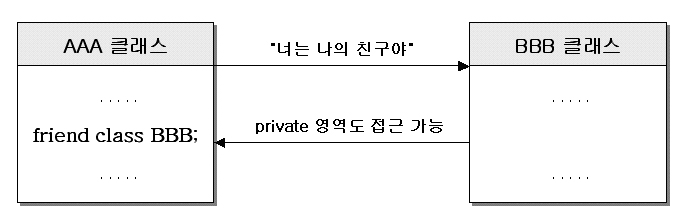 AAA 클래스
"너는 나의 친구야"
BBB 클래스
. . . . .
. . . . .
friend class BBB;
private 영역도 접근 가능
. . . . .
. . . . .